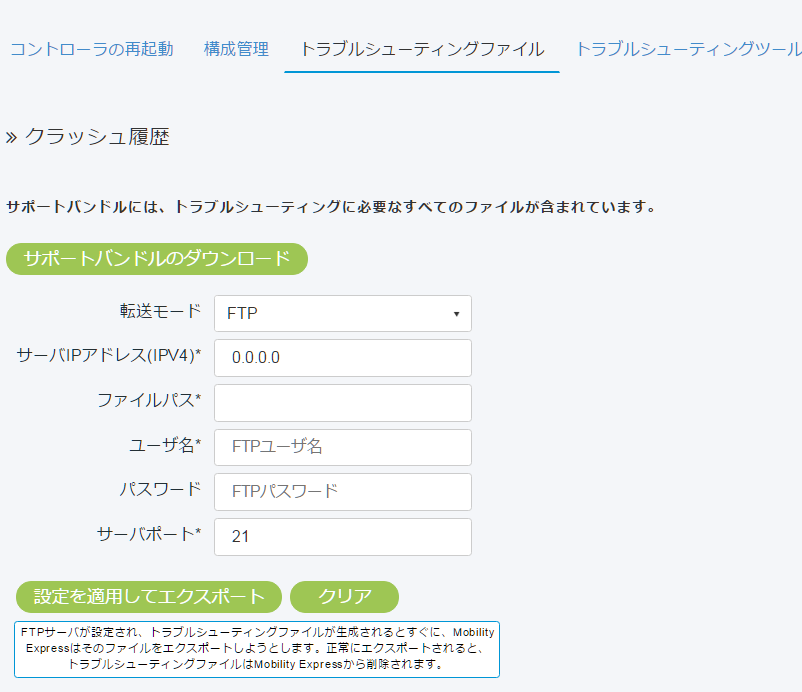 コントローラの再起動 構成管理 トラブルシューティングファイル トラブルシューティングツール
» クラッシュ履歴
サポートバンドルには、トラブルシューティングに必要なすべてのファイルが含まれています。
サポートバンドルのダウンロード
転送モード FTP
サーバIPアドレス(IPV4)* 0.0.0.0
ファイルパス*
ユーザ名* FTPユーザ名
パスワード FTPパスワード
サーバポート* 21
設定を適用してエクスポート クリア
FTPサーバが設定され、トラブルシューティングファイルが生成されるとすぐに、Mobility
Expressはそのファイルをエクスポートしようとします。正常にエクスポートされると、
トラブルシューティングファイルはMobility Expressから削除されます。